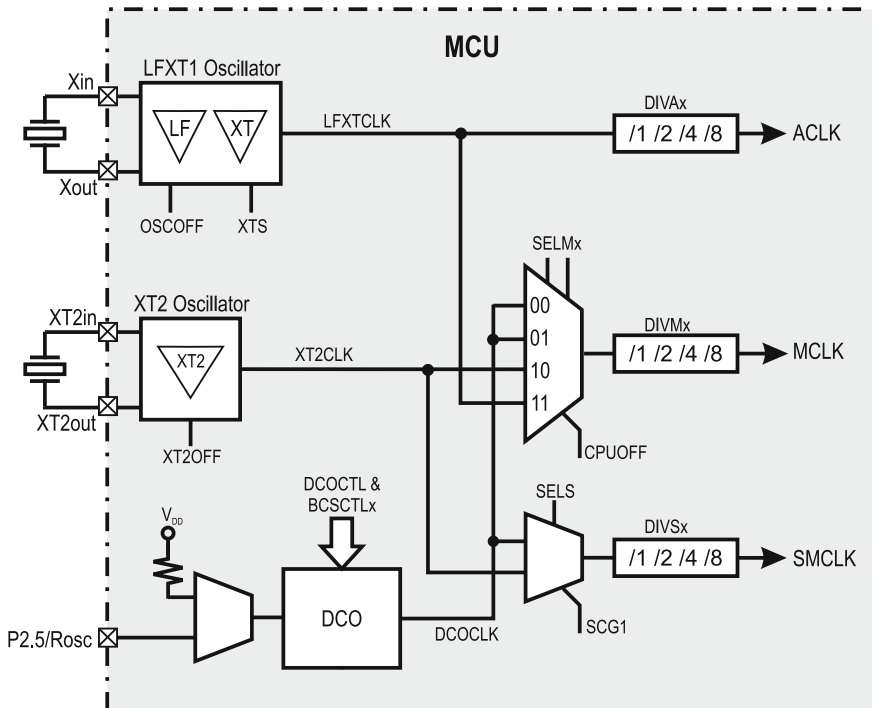 MCU
LFXT1 Oscillator
Xin
Xout
LF
XT
OSCOFF
XTS
LFXTCLK
DIVAx
/1 /2 /4 /8
ACLK
SELMx
XT2 Oscillator
XT2in
XT2out
XT2
XT2OFF
XT2CLK
00
01
10
11
CPUOFF
DIVMx
/1 /2 /4 /8
MCLK
DCOCTL &
BCSCTLx
VDD
DCO
P2.5/Rosc
DCOCLK
SELS
SCG1
DIVSx
/1 /2 /4 /8
SMCLK